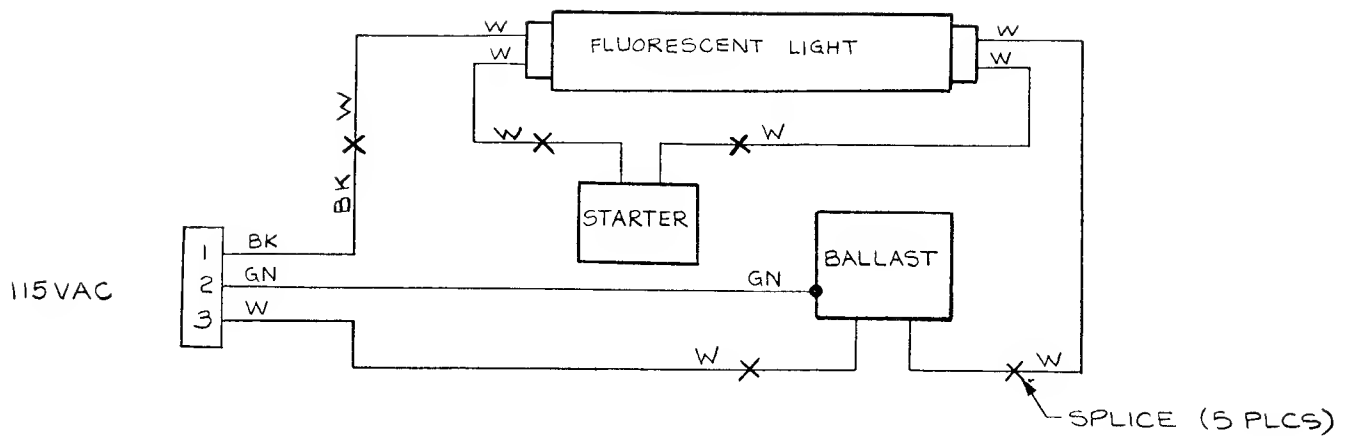 W
FLUORESCENT LIGHT
W
W
W
W
BK
W
W
STARTER
BALLAST
115VAC
1
BK
2
GN
GN
3
W
W
W
SPLICE (5 PLCS)